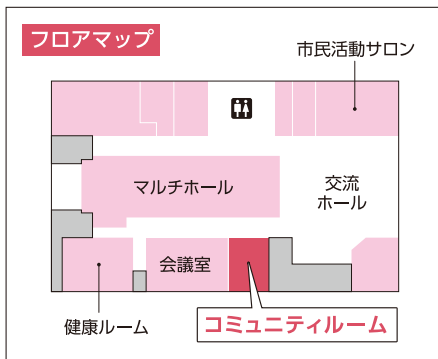 フロアマップ
市民活動サロン
マルチホール
交流
ホール
会議室
健康ルーム
コミュニティルーム